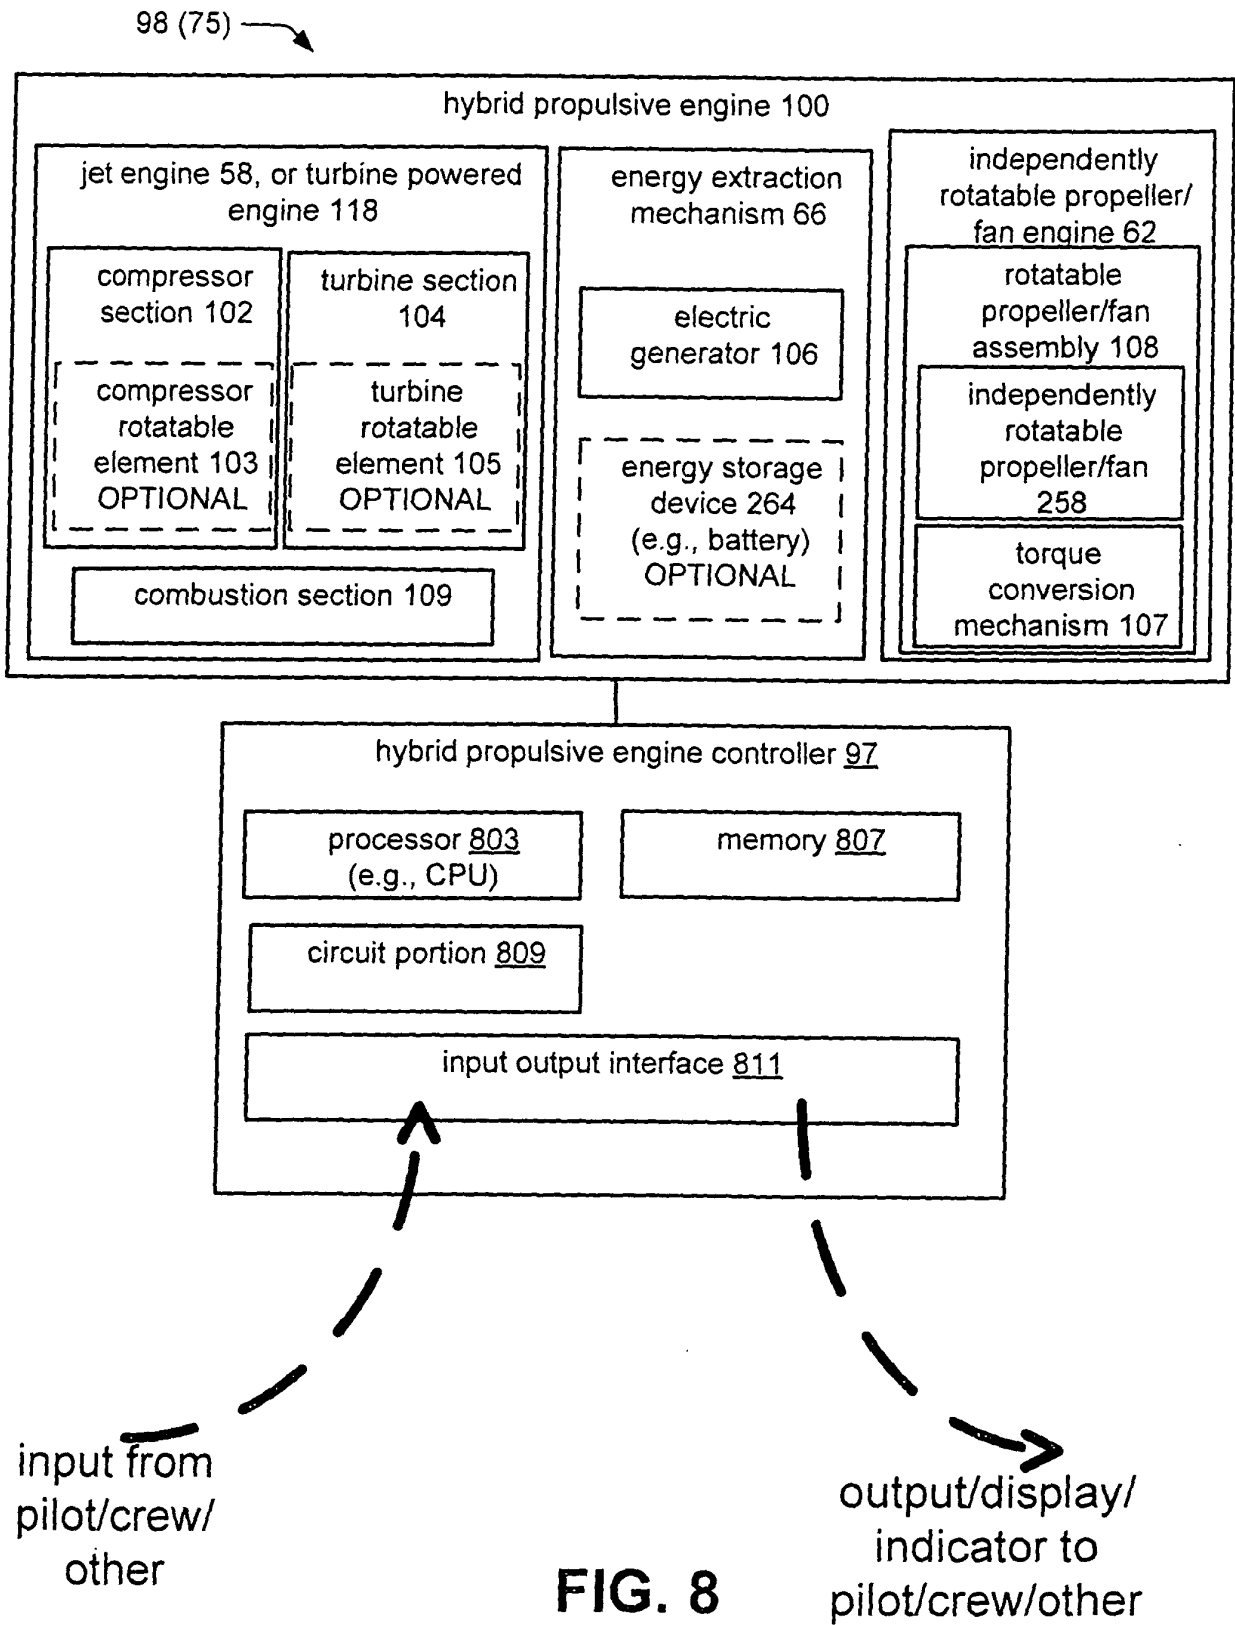 98 (75)
hybrid propulsive engine 100
jet engine 58, or turbine powered
engine 118
compressor
section 102
compressor
rotatable
element 103
OPTIONAL
turbine section
104
turbine
rotatable
element 105
OPTIONAL
combustion section 109
energy extraction
mechanism 66
electric
generator 106
energy storage
device 264
(e.g., battery)
OPTIONAL
independently
rotatable propeller/
fan engine 62
rotatable
propeller/fan
assembly 108
independently
rotatable
propeller/fan
258
torque
conversion
mechanism 107
hybrid propulsive engine controller 97
processor 803
(e.g., CPU)
memory 807
circuit portion 809
input output interface 811
input from
pilot/crew/
other
output/display/
indicator to
pilot/crew/other
FIG. 8